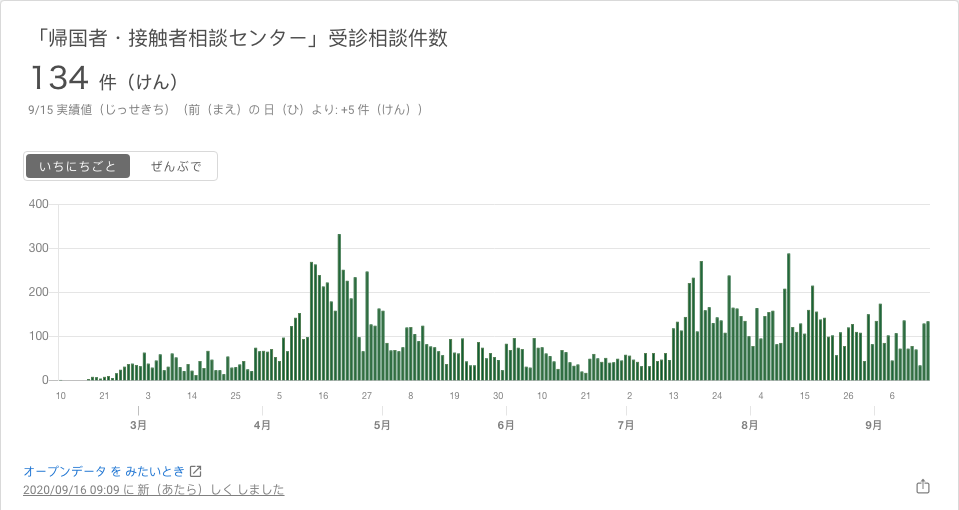 「帰国者・接触者相談センター」受診相談件数
134 件（けん）
9/15 実績値（じっせきち）（前（まえ）の 日（ひ）より: +5 件（けん））
いちにちごと ぜんぶで
400
300
200
100
0
10 21 3 14 25 5 16 27 8 19 30 10 21 2 13 24 4 15 26 6
3月 4月 5月 6月 7月 8月 9月
オープンデータ を みたいとき
2020/09/16 09:09 に 新（あたら）しく しました